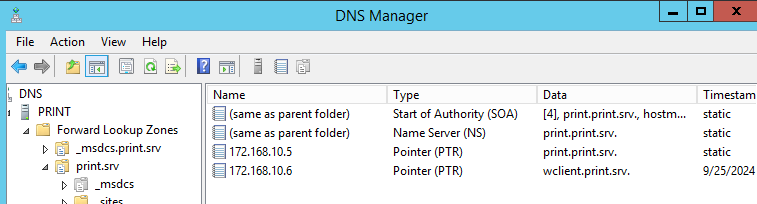 DNS Manager
File Action View Help
DNS
PRINT
Forward Lookup Zones
_msdcs.print.srv
print.srv
_msdcs
_sites
Name Type Data Timestam
(same as parent folder) Start of Authority (SOA) [4], print.print.srv., hostm... static
(same as parent folder) Name Server (NS) print.print.srv. static
172.168.10.5 Pointer (PTR) print.print.srv. static
172.168.10.6 Pointer (PTR) wclient.print.srv. 9/25/2024